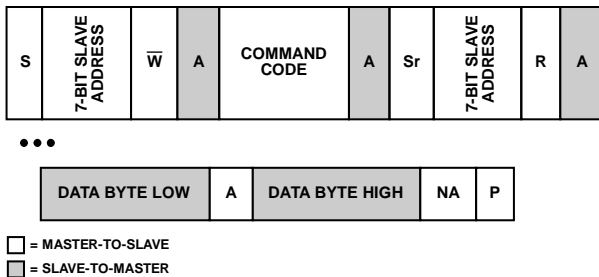 S 7-BIT SLAVE ADDRESS W̅ A COMMAND CODE A Sr 7-BIT SLAVE ADDRESS R A
•••
DATA BYTE LOW A DATA BYTE HIGH NA P
= MASTER-TO-SLAVE
= SLAVE-TO-MASTER